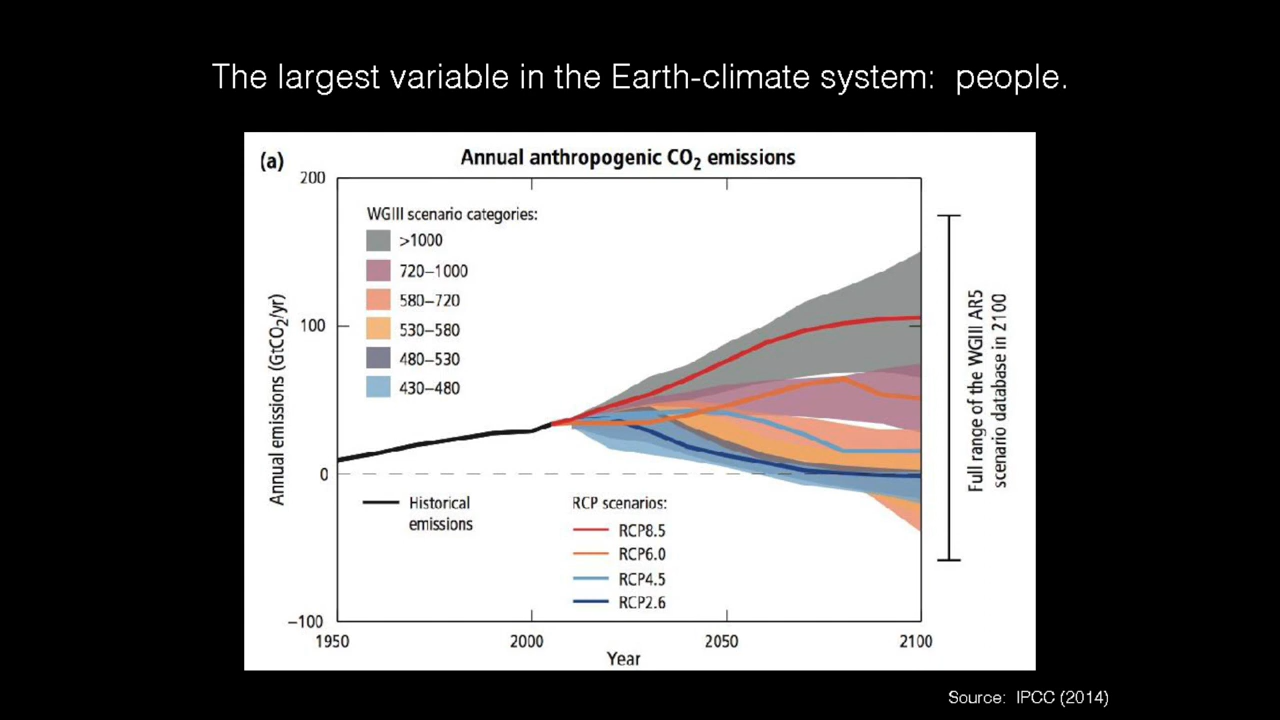 The largest variable in the Earth-climate system: people.
(a)
Annual anthropogenic CO₂ emissions
200
100
0
−100
Annual emissions (GtCO₂/yr)
WGIII scenario categories:
>1000
720–1000
580–720
530–580
480–530
430–480
Historical
emissions
RCP scenarios:
RCP8.5
RCP6.0
RCP4.5
RCP2.6
1950
2000
2050
2100
Year
Full range of the WGIII AR5
scenario database in 2100
Source: IPCC (2014)